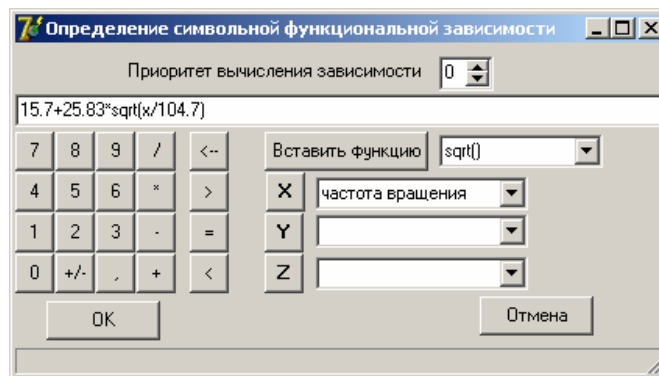 Определение символьной функциональной зависимости
Приоритет вычисления зависимости 0
15.7+25.83*sqrt(x/104.7)
7 8 9 / <-- Вставить функцию sqrt()
4 5 6 * > X частота вращения
1 2 3 - = Y
0 +/- , + < Z
OK Отмена